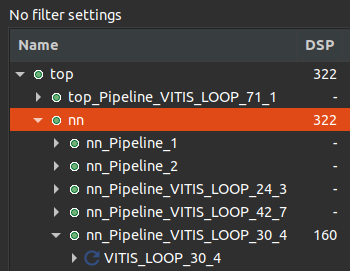 No filter settings
Name DSP
top 322
top_Pipeline_VITIS_LOOP_71_1 -
nn 322
nn_Pipeline_1 -
nn_Pipeline_2 -
nn_Pipeline_VITIS_LOOP_24_3 -
nn_Pipeline_VITIS_LOOP_42_7 -
nn_Pipeline_VITIS_LOOP_30_4 160
VITIS_LOOP_30_4 -